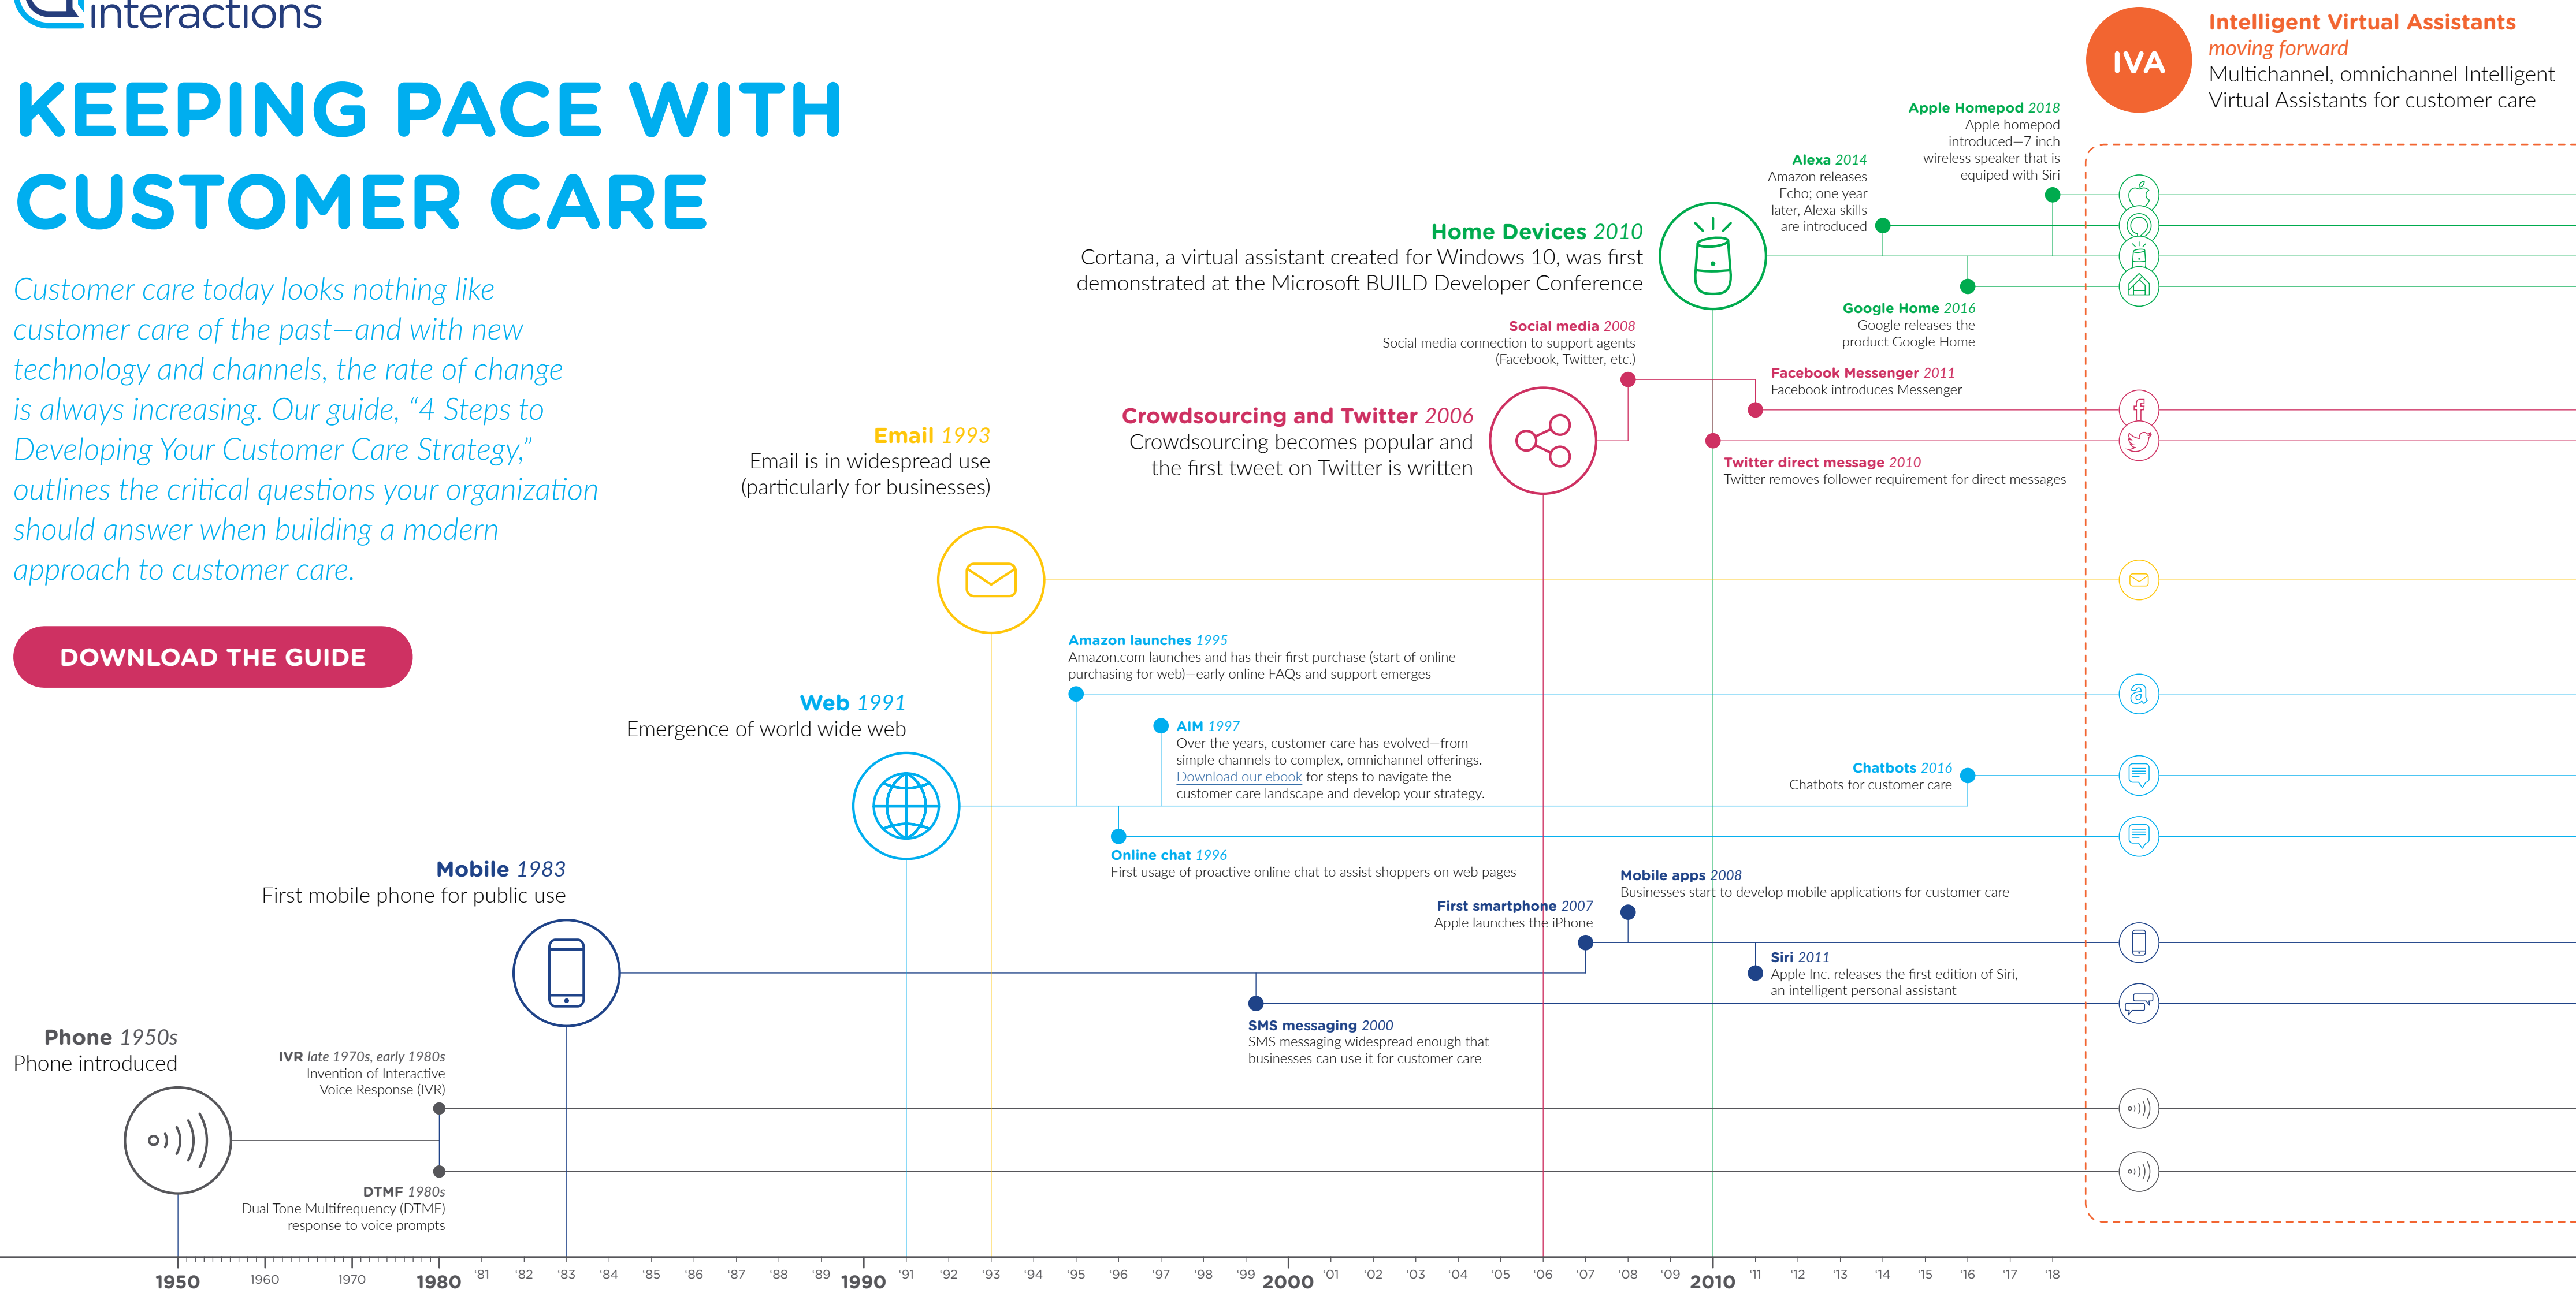 interactions
KEEPING PACE WITH
CUSTOMER CARE
Customer care today looks nothing like
customer care of the past—and with new
technology and channels, the rate of change
is always increasing. Our guide, “4 Steps to
Developing Your Customer Care Strategy,”
outlines the critical questions your organization
should answer when building a modern
approach to customer care.
DOWNLOAD THE GUIDE
IVA
Intelligent Virtual Assistants
moving forward
Multichannel, omnichannel Intelligent
Virtual Assistants for customer care
Apple Homepod 2018
Apple homepod
introduced—7 inch
wireless speaker that is
equiped with Siri
Alexa 2014
Amazon releases
Echo; one year
later, Alexa skills
are introduced
Home Devices 2010
Cortana, a virtual assistant created for Windows 10, was first
demonstrated at the Microsoft BUILD Developer Conference
Google Home 2016
Google releases the
product Google Home
Social media 2008
Social media connection to support agents
(Facebook, Twitter, etc.)
Facebook Messenger 2011
Facebook introduces Messenger
Crowdsourcing and Twitter 2006
Crowdsourcing becomes popular and
the first tweet on Twitter is written
Twitter direct message 2010
Twitter removes follower requirement for direct messages
Email 1993
Email is in widespread use
(particularly for businesses)
Amazon launches 1995
Amazon.com launches and has their first purchase (start of online
purchasing for web)—early online FAQs and support emerges
Web 1991
Emergence of world wide web
AIM 1997
Over the years, customer care has evolved—from
simple channels to complex, omnichannel offerings.
Download our ebook for steps to navigate the
customer care landscape and develop your strategy.
Chatbots 2016
Chatbots for customer care
a
Online chat 1996
First usage of proactive online chat to assist shoppers on web pages
Mobile 1983
First mobile phone for public use
Mobile apps 2008
Businesses start to develop mobile applications for customer care
First smartphone 2007
Apple launches the iPhone
Siri 2011
Apple Inc. releases the first edition of Siri,
an intelligent personal assistant
SMS messaging 2000
SMS messaging widespread enough that
businesses can use it for customer care
Phone 1950s
Phone introduced
IVR late 1970s, early 1980s
Invention of Interactive
Voice Response (IVR)
DTMF 1980s
Dual Tone Multifrequency (DTMF)
response to voice prompts
1950 1960 1970 1980 ‘81 ‘82 ‘83 ‘84 ‘85 ‘86 ‘87 ‘88 ‘89 1990 ‘91 ‘92 ‘93 ‘94 ‘95 ‘96 ‘97 ‘98 ‘99 2000 ‘01 ‘02 ‘03 ‘04 ‘05 ‘06 ‘07 ‘08 ‘09 2010 ‘11 ‘12 ‘13 ‘14 ‘15 ‘16 ‘17 ‘18